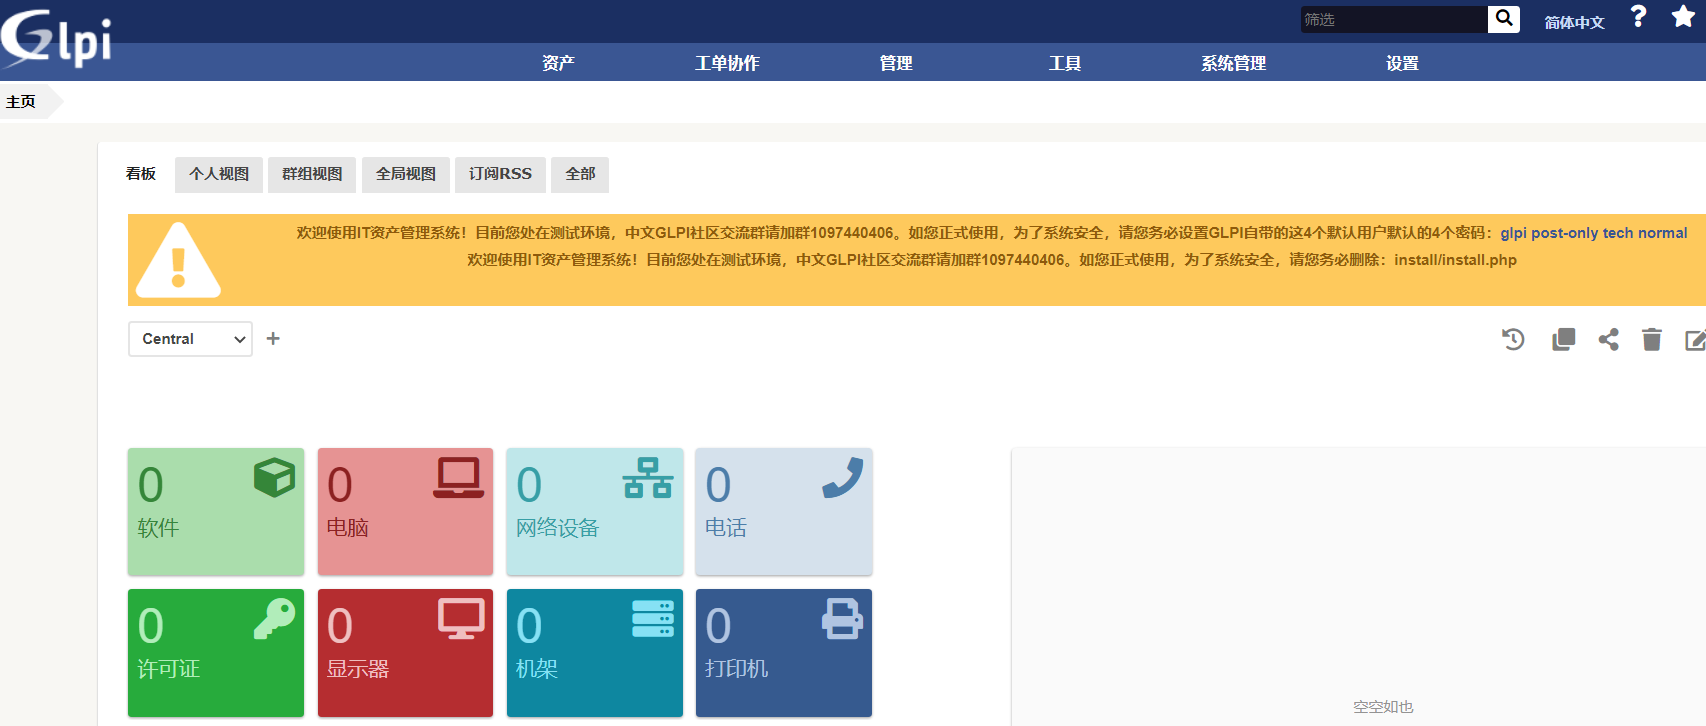 Glpi
筛选
简体中文
资产 工单协作 管理 工具 系统管理 设置
主页
看板 个人视图 群组视图 全局视图 订阅RSS 全部
欢迎使用IT资产管理系统！目前您处在测试环境，中文GLPI社区交流群请加群1097440406。如您正式使用，为了系统安全，请您务必设置GLPI自带的这4个默认用户默认的4个密码：glpi post-only tech normal
欢迎使用IT资产管理系统！目前您处在测试环境，中文GLPI社区交流群请加群1097440406。如您正式使用，为了系统安全，请您务必删除：install/install.php
Central
0 0 0 0
软件 电脑 网络设备 电话
0 0 0 0
许可证 显示器 机架 打印机
空空如也